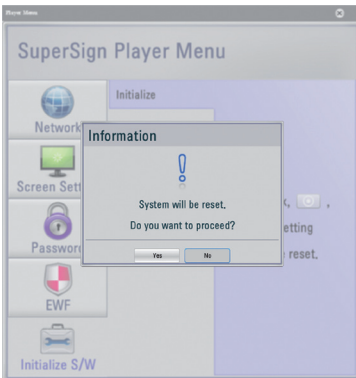 Player Menu
SuperSign Player Menu
Initialize
Network
Information
Screen Sett
System will be reset.
Do you want to proceed?
etting
Password
reset.
Yes
No
EWF
Initialize S/W